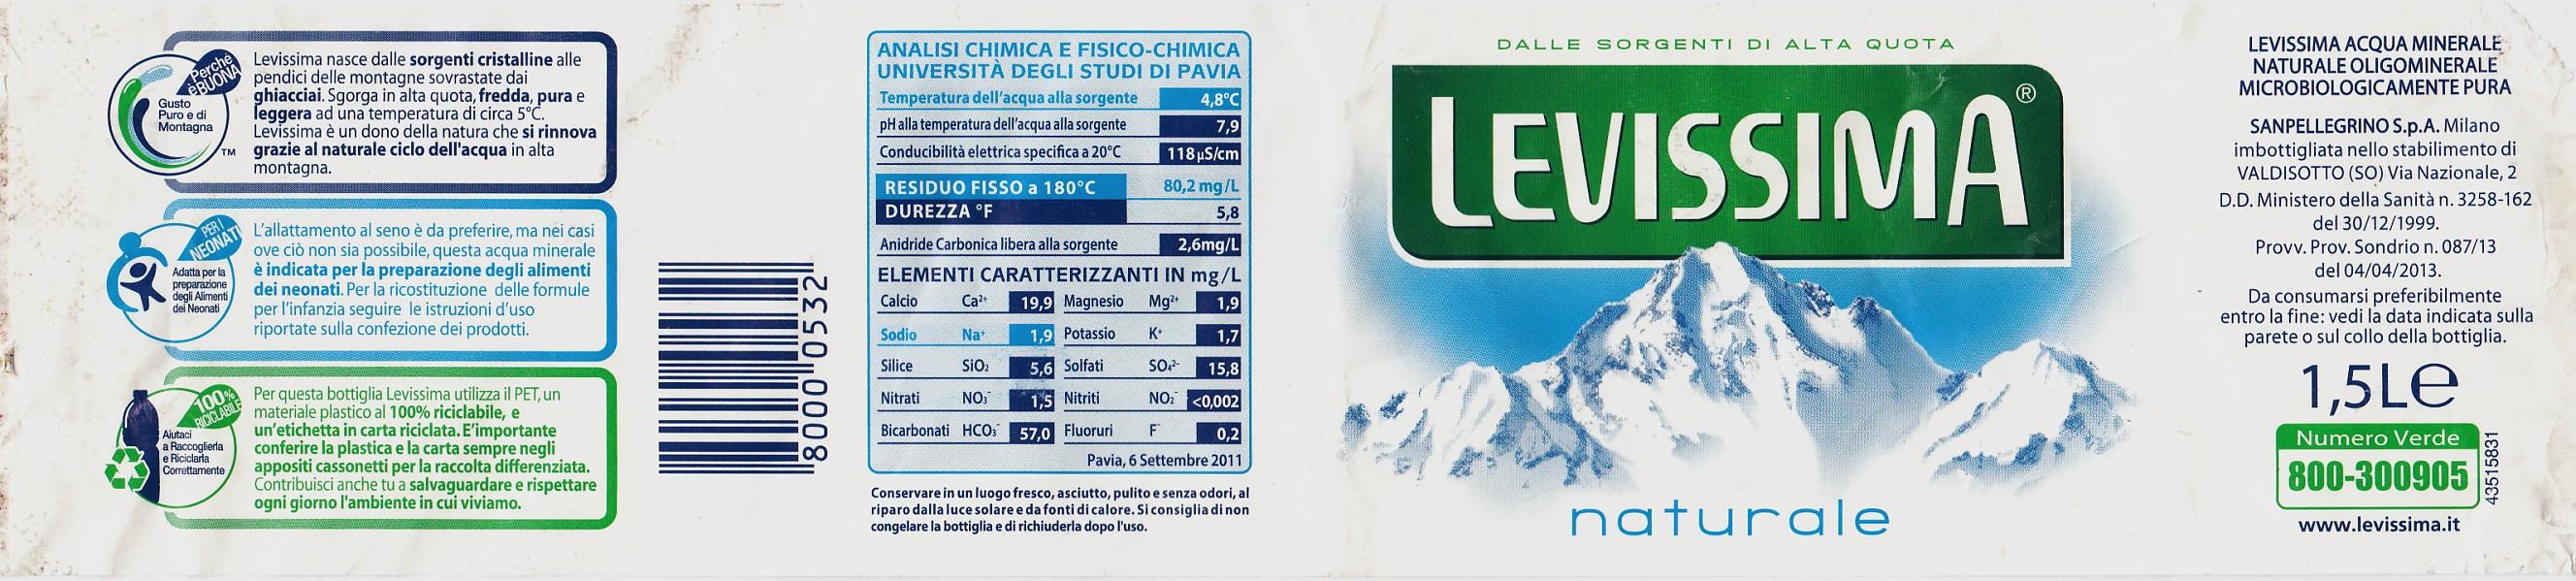 Perchè
è BUONA
Gusto
Puro e di
Montagna
TM
Levissima nasce dalle sorgenti cristalline alle
pendici delle montagne sovrastate dai
ghiacciai. Sgorga in alta quota, fredda, pura e
leggera ad una temperatura di circa 5°C.
Levissima è un dono della natura che si rinnova
grazie al naturale ciclo dell'acqua in alta
montagna.
PER I
NEONATI
Adatta per la
preparazione
degli Alimenti
dei Neonati
L'allattamento al seno è da preferire, ma nei casi
ove ciò non sia possibile, questa acqua minerale
è indicata per la preparazione degli alimenti
dei neonati. Per la ricostituzione delle formule
per l'infanzia seguire le istruzioni d'uso
riportate sulla confezione dei prodotti.
100%
RICICLABILE
Aiutaci
a Raccoglierla
e Riciclarla
Correttamente
Per questa bottiglia Levissima utilizza il PET, un
materiale plastico al 100% riciclabile, e
un'etichetta in carta riciclata. E'importante
conferire la plastica e la carta sempre negli
appositi cassonetti per la raccolta differenziata.
Contribuisci anche tu a salvaguardare e rispettare
ogni giorno l'ambiente in cui viviamo.
8000 0532
ANALISI CHIMICA E FISICO-CHIMICA
UNIVERSITÀ DEGLI STUDI DI PAVIA
Temperatura dell'acqua alla sorgente 4,8°C
pH alla temperatura dell'acqua alla sorgente 7,9
Conducibilità elettrica specifica a 20°C 118 µS/cm
RESIDUO FISSO a 180°C 80,2 mg/L
DUREZZA °F 5,8
Anidride Carbonica libera alla sorgente 2,6mg/L
ELEMENTI CARATTERIZZANTI IN mg/L
Calcio Ca²⁺ 19,9 Magnesio Mg²⁺ 1,9
Sodio Na⁺ 1,9 Potassio K⁺ 1,7
Silice SiO₂ 5,6 Solfati SO₄²⁻ 15,8
Nitrati NO₃⁻ 1,5 Nitriti NO₂⁻ <0,002
Bicarbonati HCO₃⁻ 57,0 Fluoruri F⁻ 0,2
Pavia, 6 Settembre 2011
Conservare in un luogo fresco, asciutto, pulito e senza odori, al
riparo dalla luce solare e da fonti di calore. Si consiglia di non
congelare la bottiglia e di richiuderla dopo l'uso.
DALLE SORGENTI DI ALTA QUOTA
LEVISSIMA®
naturale
LEVISSIMA ACQUA MINERALE
NATURALE OLIGOMINERALE
MICROBIOLOGICAMENTE PURA
SANPELLEGRINO S.p.A. Milano
imbottigliata nello stabilimento di
VALDISOTTO (SO) Via Nazionale, 2
D.D. Ministero della Sanità n. 3258-162
del 30/12/1999.
Provv. Prov. Sondrio n. 087/13
del 04/04/2013.
Da consumarsi preferibilmente
entro la fine: vedi la data indicata sulla
parete o sul collo della bottiglia.
1,5L℮
Numero Verde
800-300905
www.levissima.it
43515831